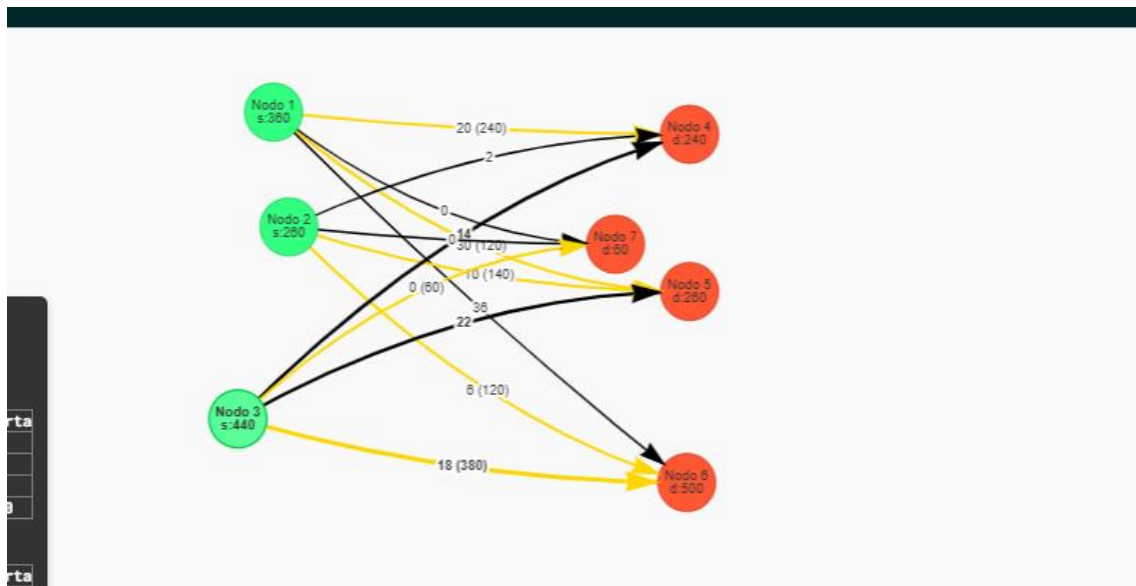 Nodo 1
s:360
20 (240)
Nodo 4
d:240
2
0
Nodo 2
s:260
14
0
30 (120)
Nodo 7
d:60
10 (140)
0 (60)
Nodo 5
d:260
36
22
6 (120)
Nodo 3
s:440
rta
18 (380)
Nodo 6
d:500
rta